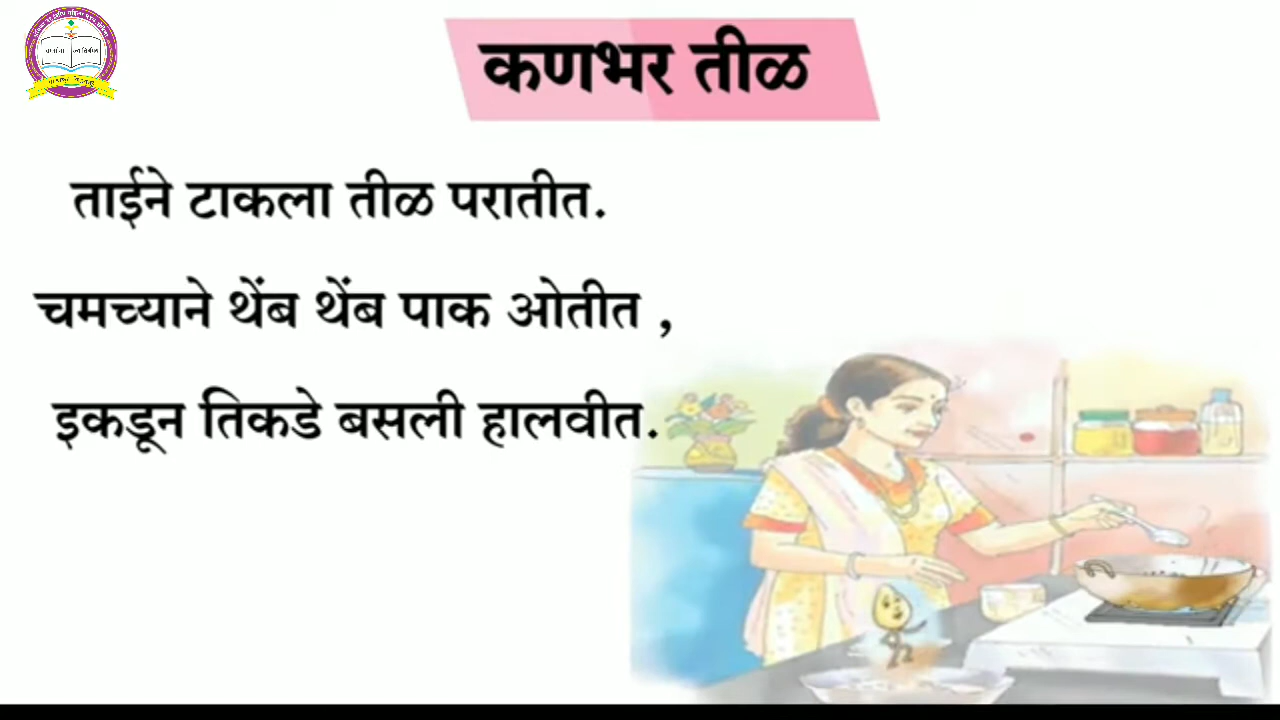 कणभर तीळ
ताईने टाकला तीळ परातीत.
चमच्याने थेंब थेंब पाक ओतीत ,
इकडून तिकडे बसली हालवीत.